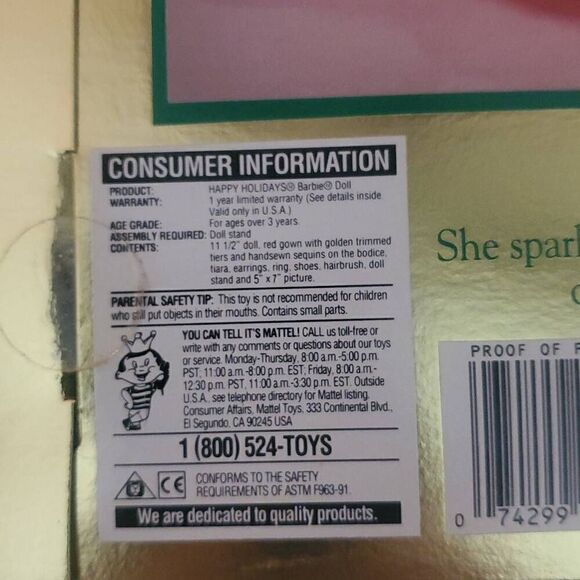 CONSUMER INFORMATION
PRODUCT: HAPPY HOLIDAYS® Barbie® Doll
WARRANTY: 1 year limited warranty (See details inside
Valid only in U.S.A.)
AGE GRADE: For ages over 3 years.
ASSEMBLY REQUIRED: Doll stand
CONTENTS: 11 1/2" doll, red gown with golden trimmed
tiers and handsewn sequins on the bodice,
tiara, earrings, ring, shoes, hairbrush, doll
stand and 5" x 7" picture.
PARENTAL SAFETY TIP: This toy is not recommended for children
who still put objects in their mouths. Contains small parts.
YOU CAN TELL IT'S MATTEL! CALL us toll-free or
write with any comments or questions about our toys
or service. Monday-Thursday, 8:00 a.m.-5:00 p.m.
PST; 11:00 a.m.-8:00 p.m. EST; Friday, 8:00 a.m.-
12:30 p.m. PST, 11:00 a.m.-3:30 p.m. EST. Outside
U.S.A., see telephone directory for Mattel listing.
Consumer Affairs, Mattel Toys, 333 Continental Blvd.,
El Segundo, CA 90245 USA
1 (800) 524-TOYS
CE CONFORMS TO THE SAFETY
REQUIREMENTS OF ASTM F963-91.
We are dedicated to quality products.
She spark
PROOF OF P
0 74299